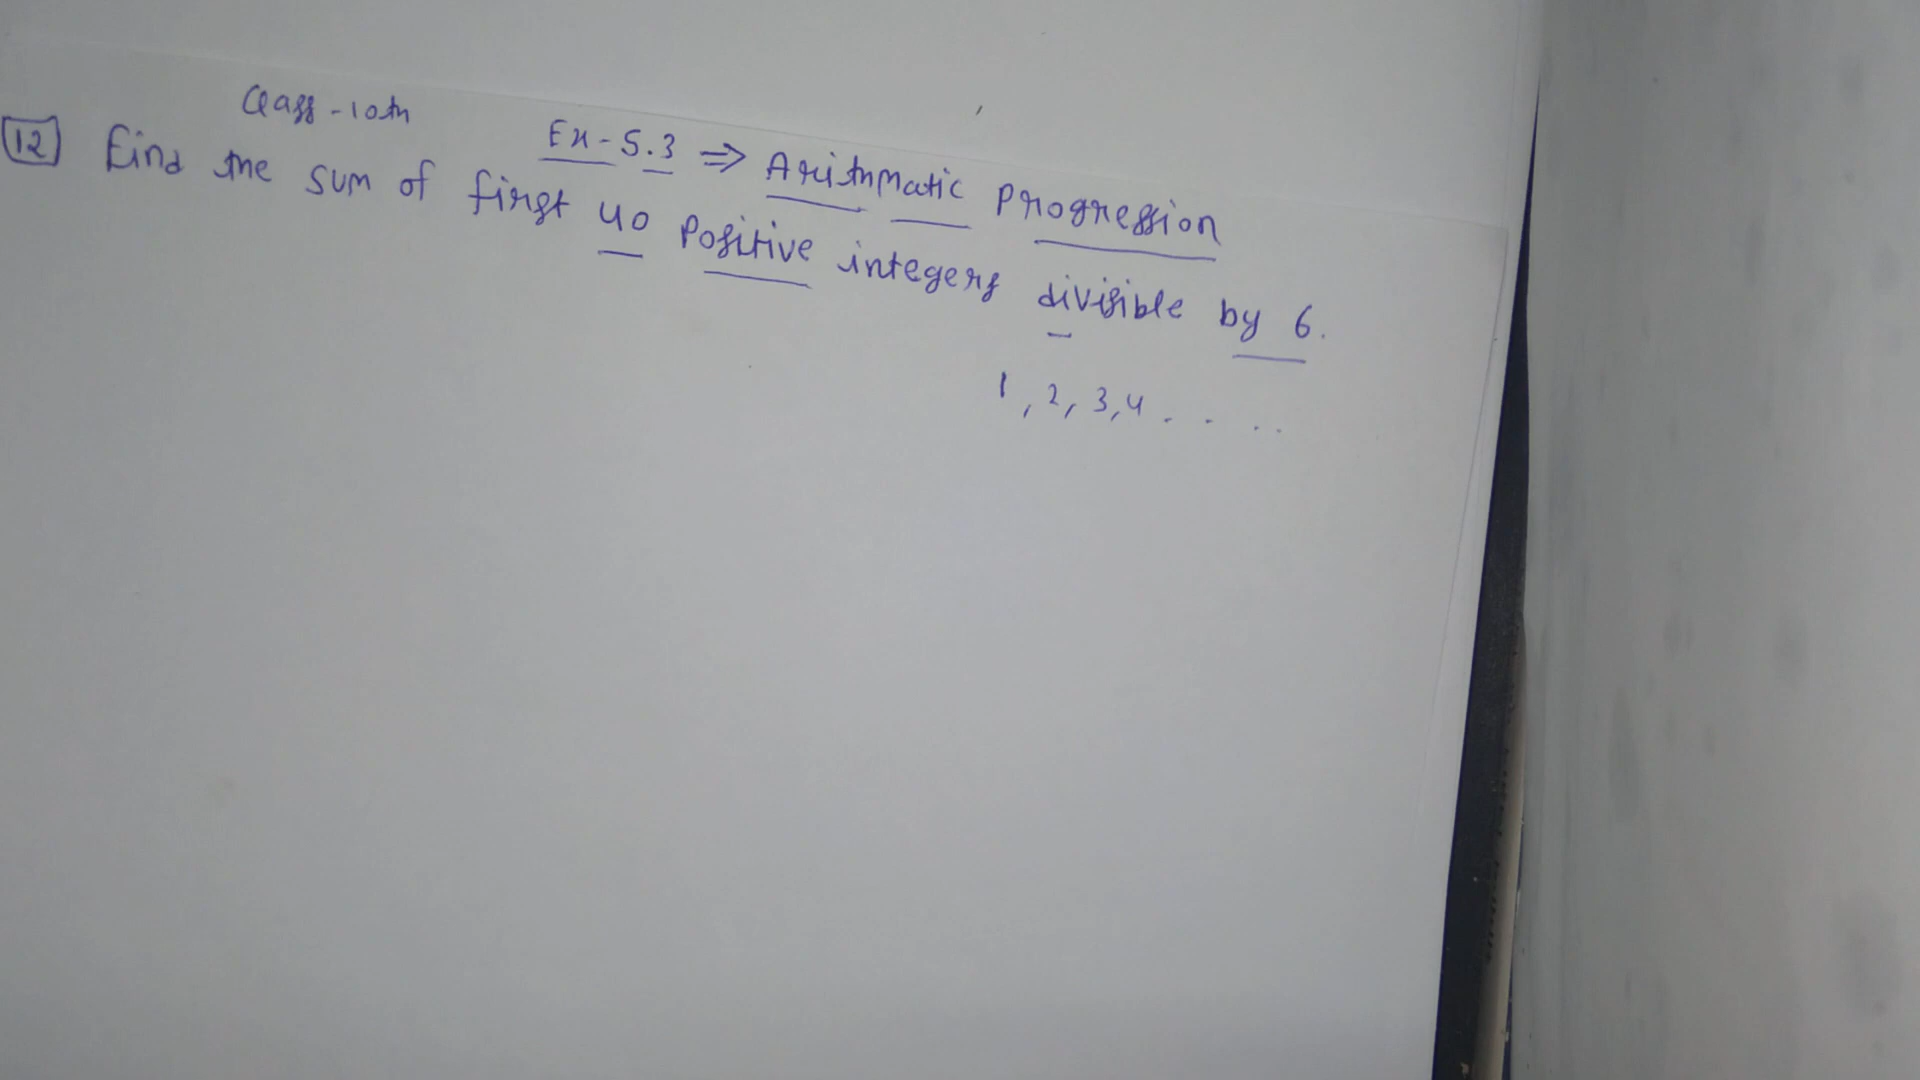 Class - 10th
Ex - 5.3 ⇒ Arithmatic Progression
12 Find the sum of first 40 Positive integers divisible by 6.
1, 2, 3, 4 . . . .